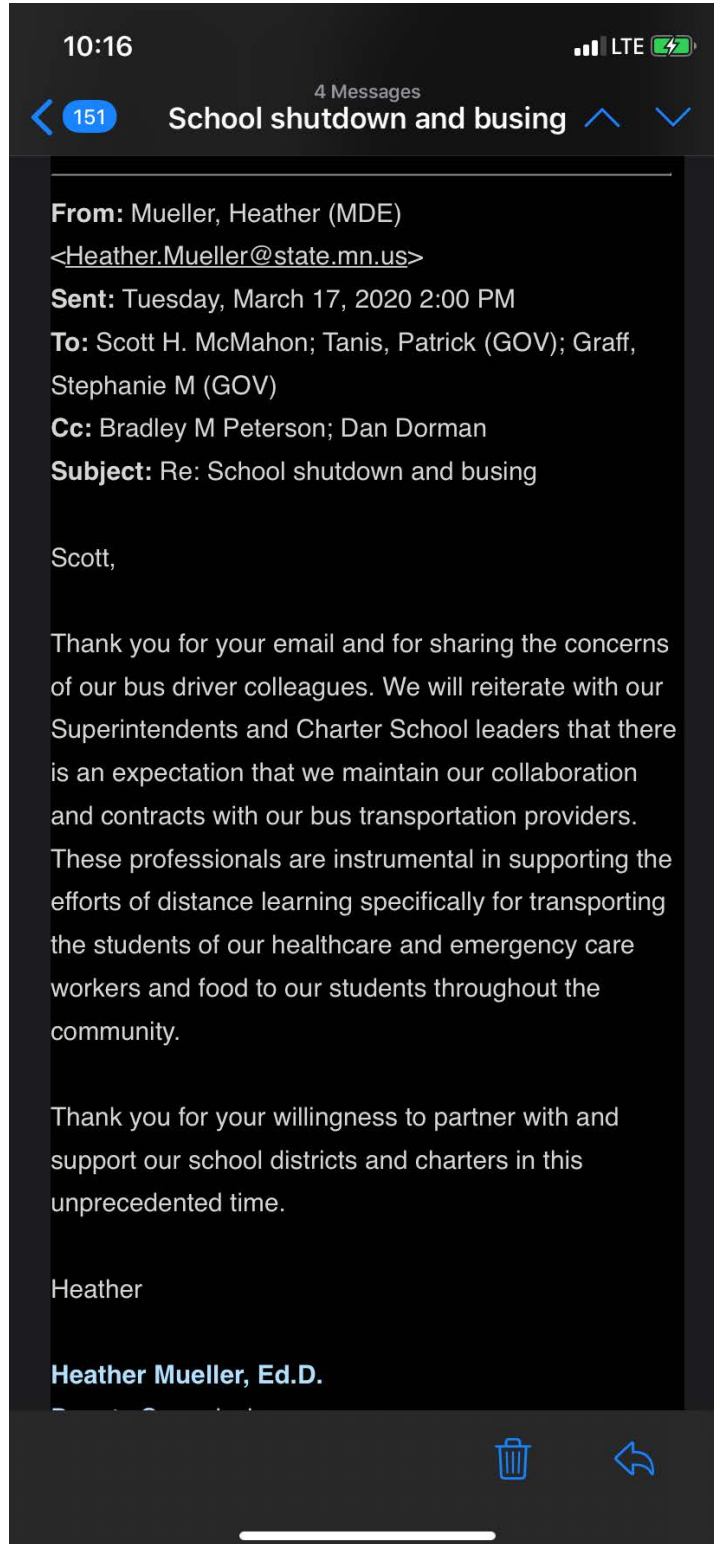 10:16
LTE
4 Messages
151
School shutdown and busing
From: Mueller, Heather (MDE)
<Heather.Mueller@state.mn.us>
Sent: Tuesday, March 17, 2020 2:00 PM
To: Scott H. McMahon; Tanis, Patrick (GOV); Graff,
Stephanie M (GOV)
Cc: Bradley M Peterson; Dan Dorman
Subject: Re: School shutdown and busing
Scott,
Thank you for your email and for sharing the concerns
of our bus driver colleagues. We will reiterate with our
Superintendents and Charter School leaders that there
is an expectation that we maintain our collaboration
and contracts with our bus transportation providers.
These professionals are instrumental in supporting the
efforts of distance learning specifically for transporting
the students of our healthcare and emergency care
workers and food to our students throughout the
community.
Thank you for your willingness to partner with and
support our school districts and charters in this
unprecedented time.
Heather
Heather Mueller, Ed.D.